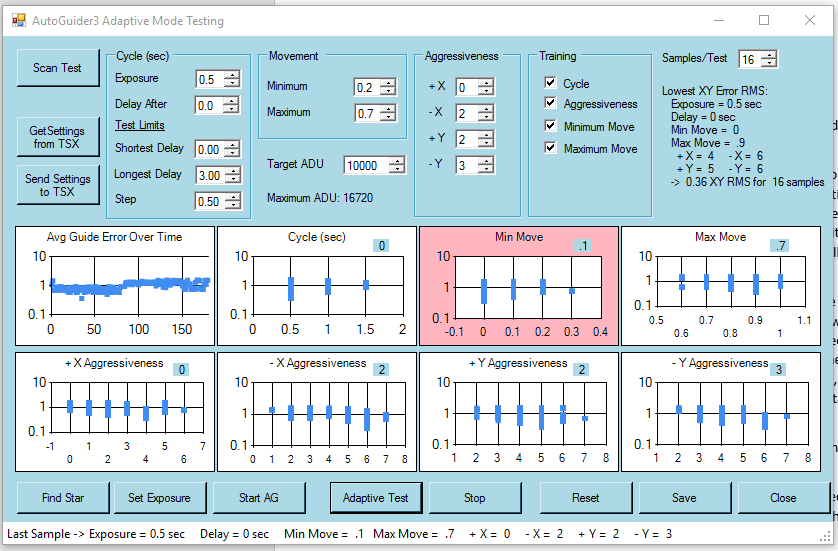 AutoGuider3 Adaptive Mode Testing
Scan Test
GetSettings from TSX
Send Settings to TSX
Cycle (sec)
Exposure 0.5
Delay After 0.0
Test Limits
Shortest Delay 0.00
Longest Delay 3.00
Step 0.50
Movement
Minimum 0.2
Maximum 0.7
Target ADU 10000
Maximum ADU: 16720
Aggressiveness
+ X 0
- X 2
+ Y 2
- Y 3
Training
Cycle
Aggressiveness
Minimum Move
Maximum Move
Samples/Test 16
Lowest XY Error RMS:
Exposure = 0.5 sec
Delay = 0 sec
Min Move = 0
Max Move = .9
+ X = 4 - X = 6
+ Y = 5 - Y = 6
-> 0.36 XY RMS for 16 samples
Avg Guide Error Over Time
10
1
0.1
0 50 100 150
Cycle (sec) 0
10
1
0.1
0 0.5 1 1.5 2
Min Move .1
10
1
0.1
-0.1 0 0.1 0.2 0.3 0.4
Max Move .7
10
1
0.1
0.5 0.7 0.9 1.1
0.6 0.8 1
+ X Aggressiveness 0
10
1
0.1
-1 1 3 5 7
0 2 4 6
- X Aggressiveness 2
10
1
0.1
0 1 2 3 4 5 6 7 8
+ Y Aggressiveness 2
10
1
0.1
1 2 3 4 5 6 7 8
- Y Aggressiveness 3
10
1
0.1
1 2 3 4 5 6 7 8
Find Star Set Exposure Start AG Adaptive Test Stop Reset Save Close
Last Sample -> Exposure = 0.5 sec Delay = 0 sec Min Move = .1 Max Move = .7 + X = 0 - X = 2 + Y = 2 - Y = 3